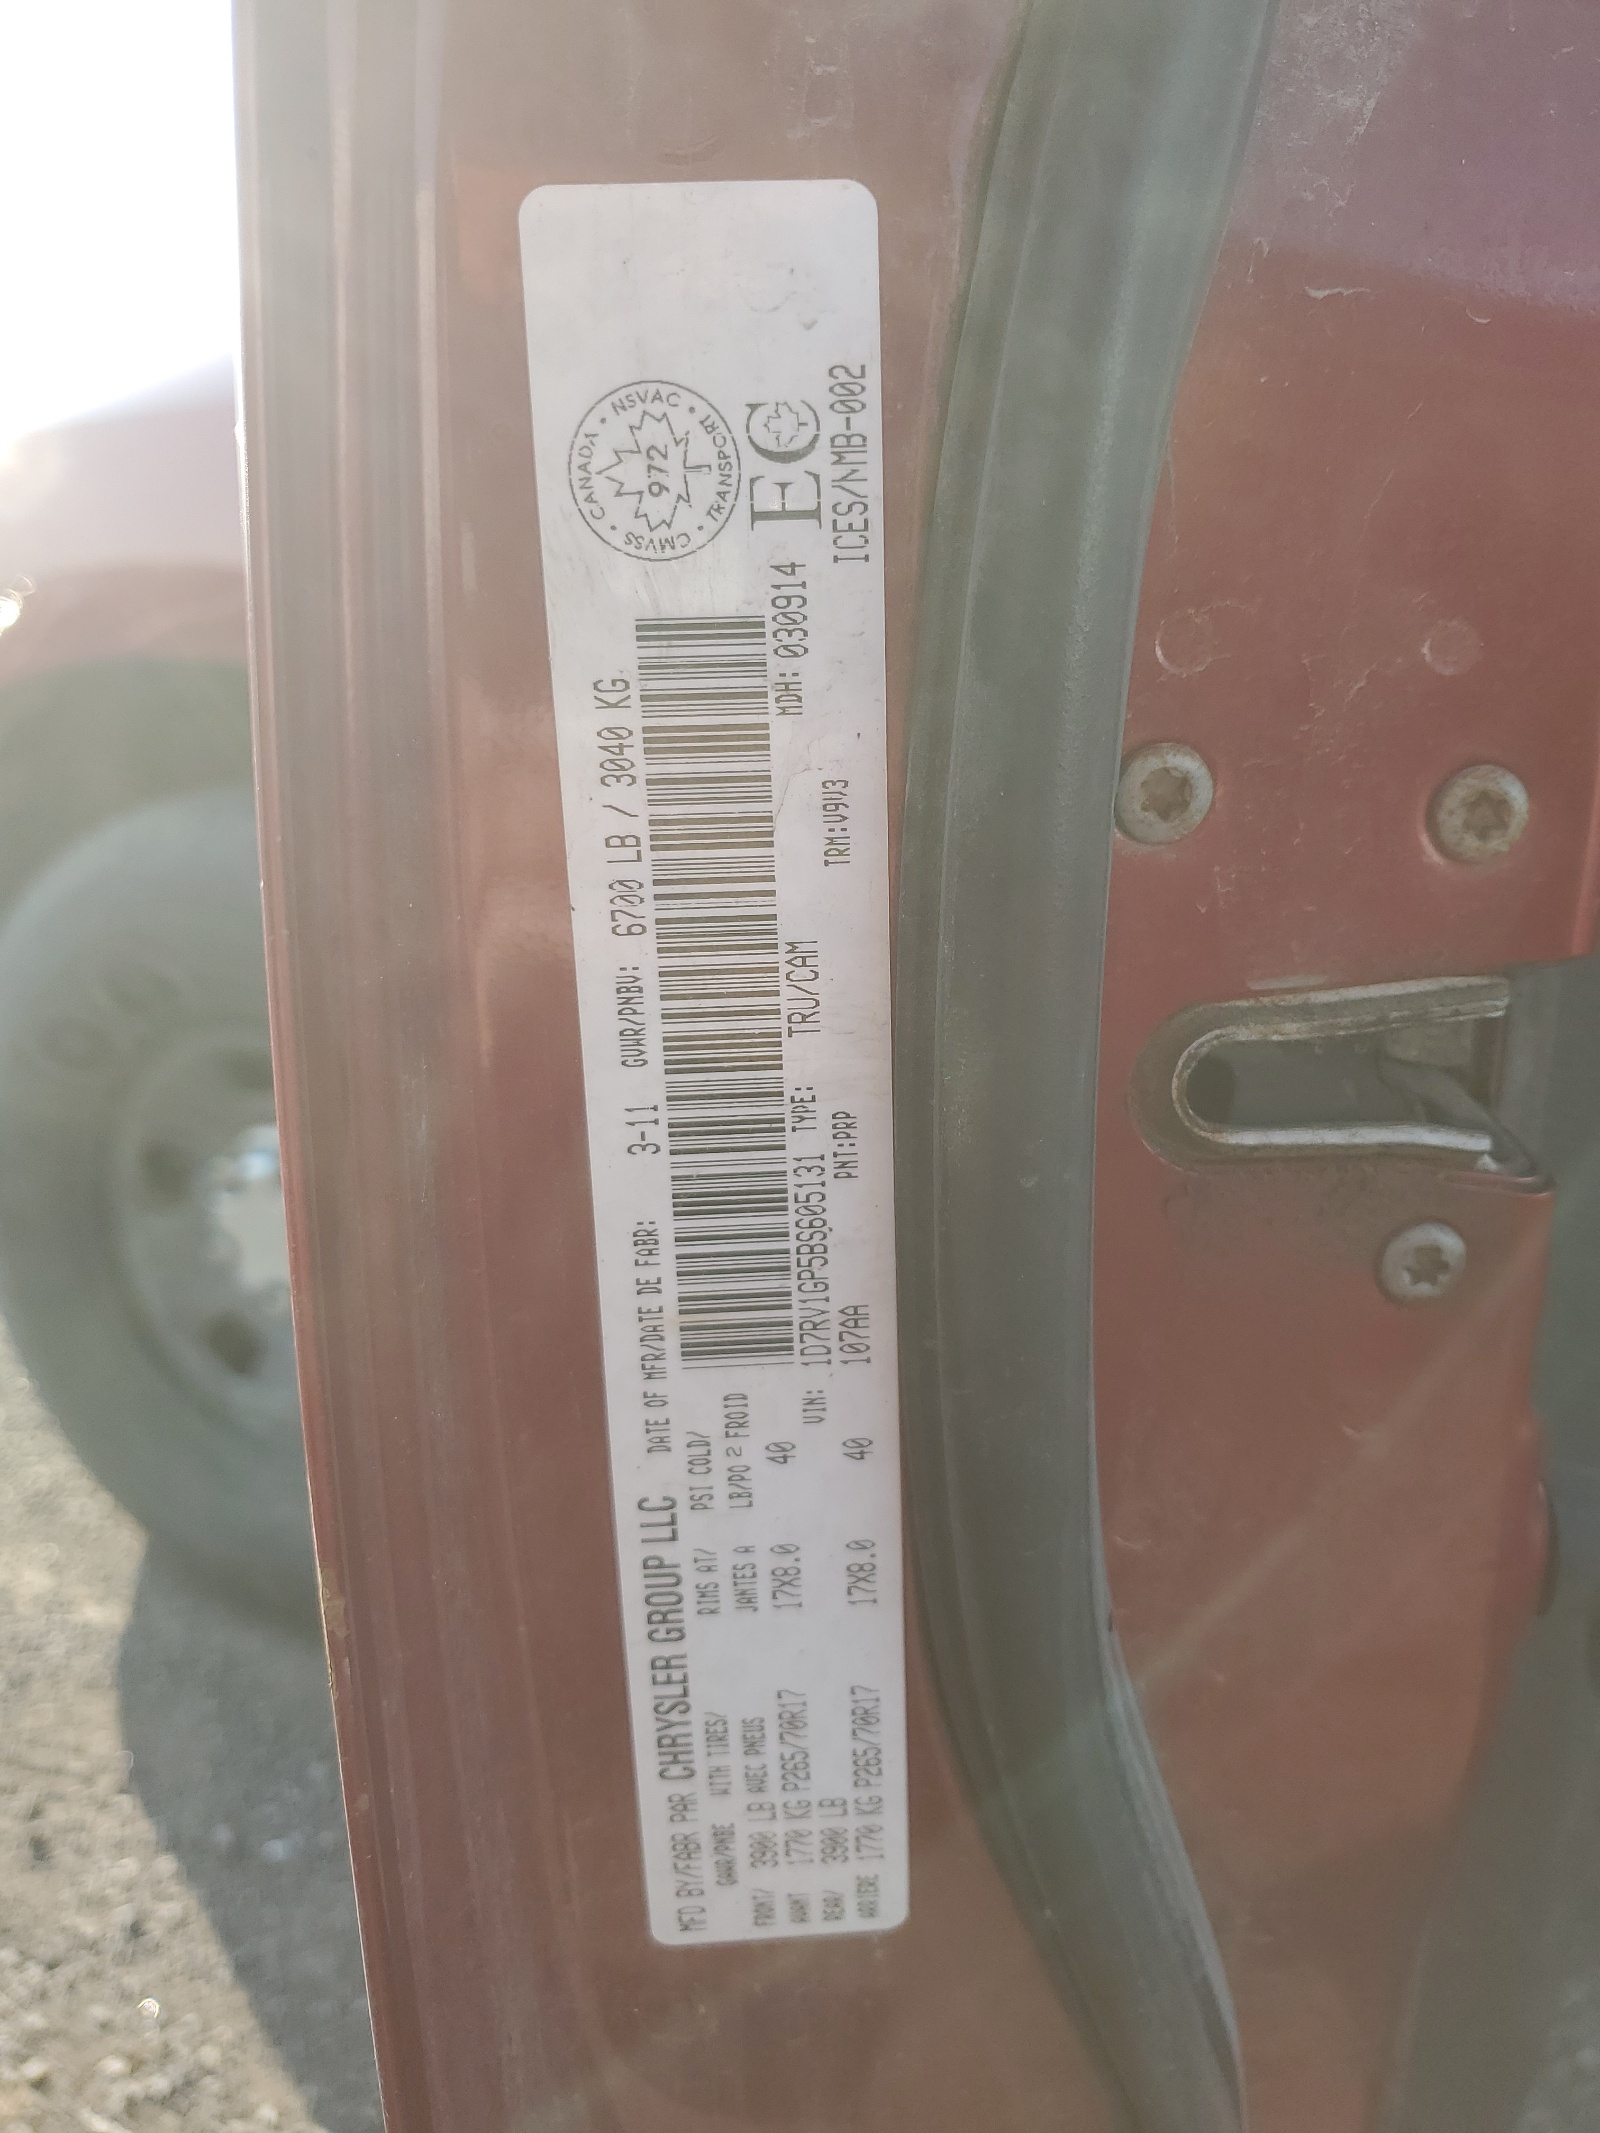 MFD BY/FABR PAR CHRYSLER GROUP LLC DATE OF MFR/DATE DE FABR: 3-11 GVWR/PNBV: 6700 LB / 3040 KG
GAWR/PNBE WITH TIRES/ RIMS AT/ PSI COLD/
AVEC PNEUS JANTES A LB/PO 2 FROID
FRONT/ 3900 LB
AVANT 1770 KG P265/70R17 17X8.0 40
REAR/ 3900 LB
ARRIERE 1770 KG P265/70R17 17X8.0 40
VIN: 1D7RV1GP5BS605131 TYPE: TRU/CAM MDH: 030914
107AA PNT:PRP TRM:V9V3
CANADA • NSVAC • TRANSPORT • CMVSS •
972
EC
ICES/NMB-002